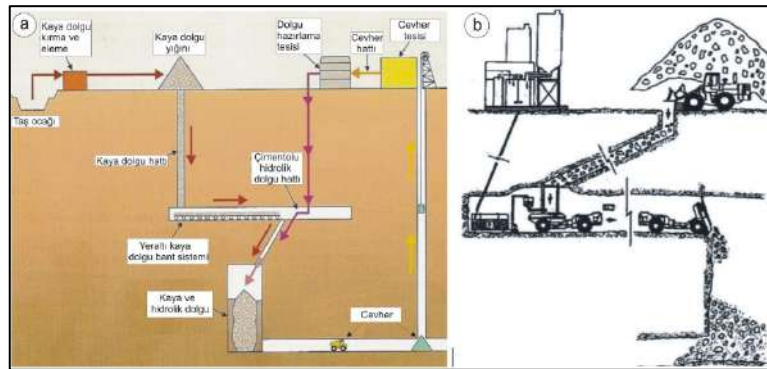 a
Kaya dolgu
kırma ve
eleme
Kaya dolgu
yığını
Dolgu
hazırlama
tesisi
Cevher
hattı
Cevher
tesisi
Taş ocağı
Kaya dolgu hattı
Çimentolu
hidrolik
dolgu hattı
Yeraltı kaya
dolgu bant sistemi
Kaya ve
hidrolik dolgu
Cevher
b